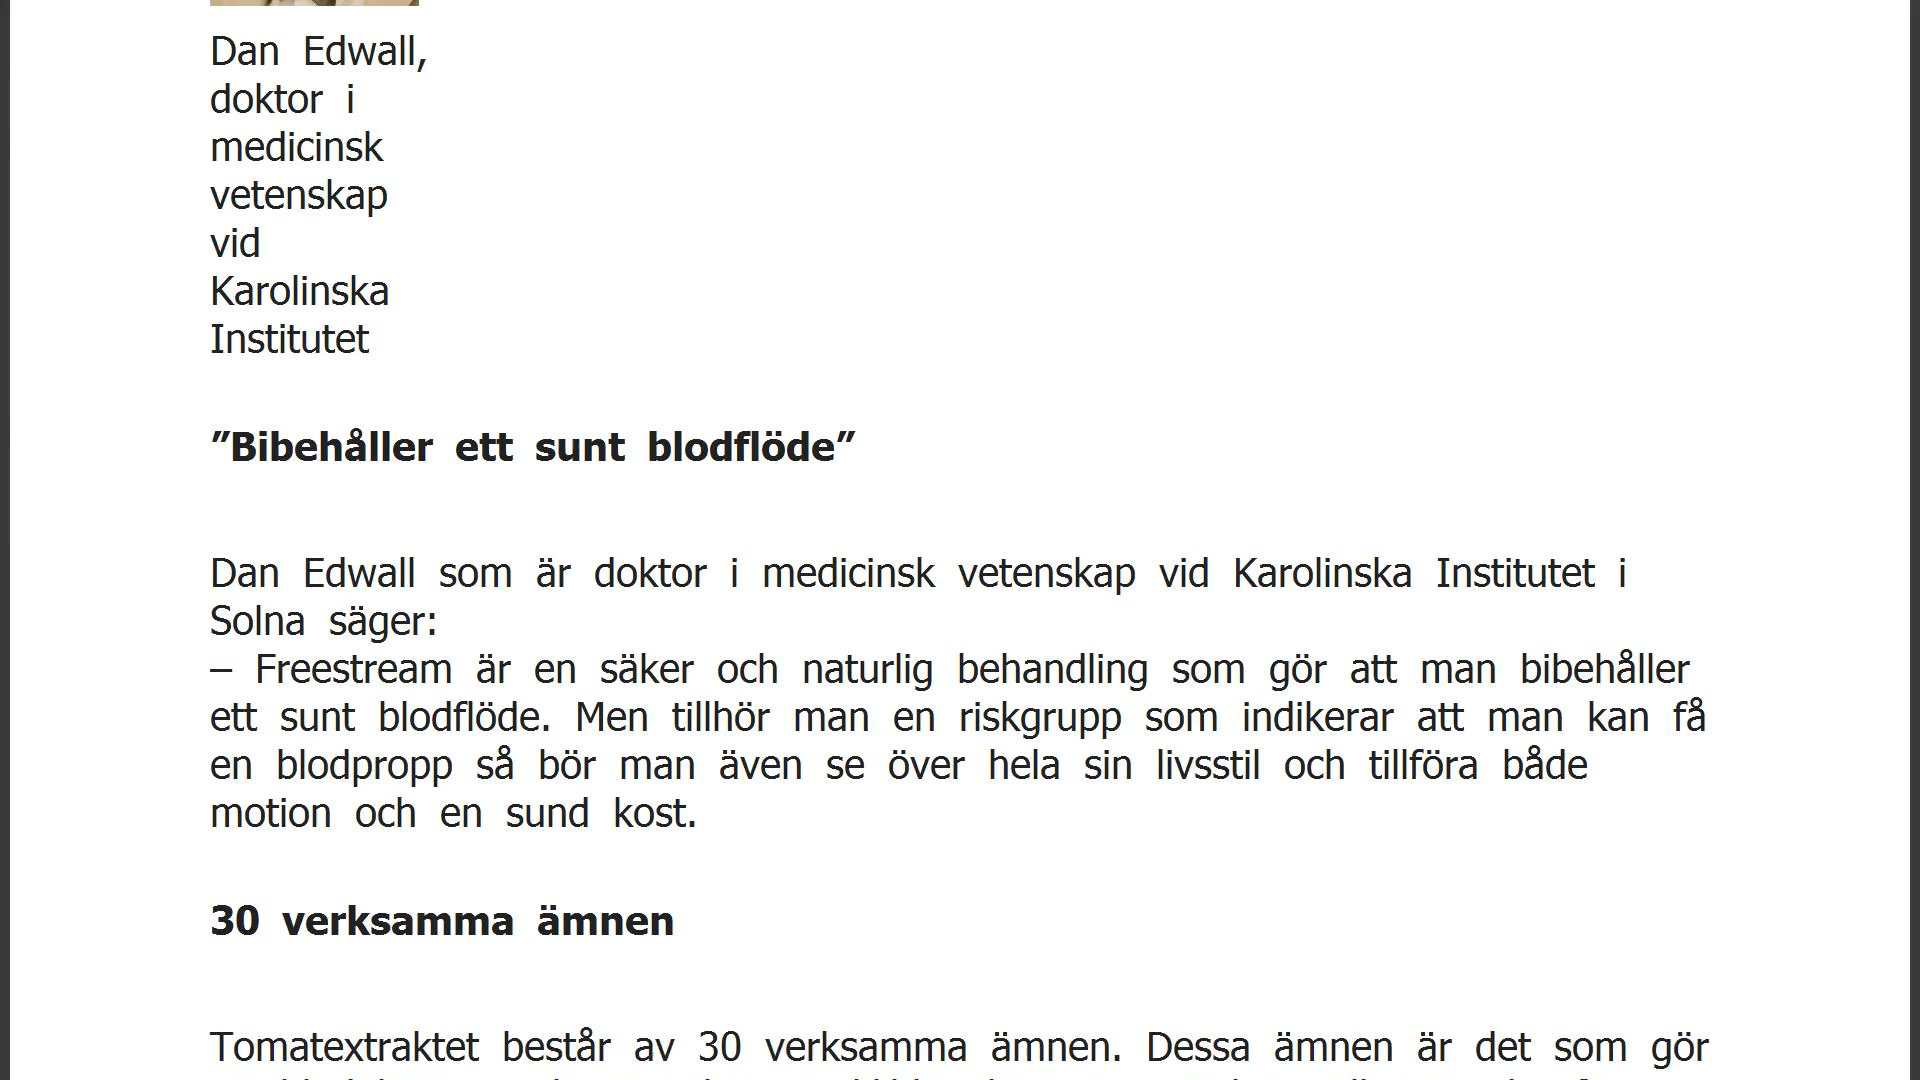 Dan Edwall,
doktor i
medicinsk
vetenskap
vid
Karolinska
Institutet
”Bibehåller ett sunt blodflöde”
Dan Edwall som är doktor i medicinsk vetenskap vid Karolinska Institutet i
Solna säger:
– Freestream är en säker och naturlig behandling som gör att man bibehåller
ett sunt blodflöde. Men tillhör man en riskgrupp som indikerar att man kan få
en blodpropp så bör man även se över hela sin livsstil och tillföra både
motion och en sund kost.
30 verksamma ämnen
Tomatextraktet består av 30 verksamma ämnen. Dessa ämnen är det som gör